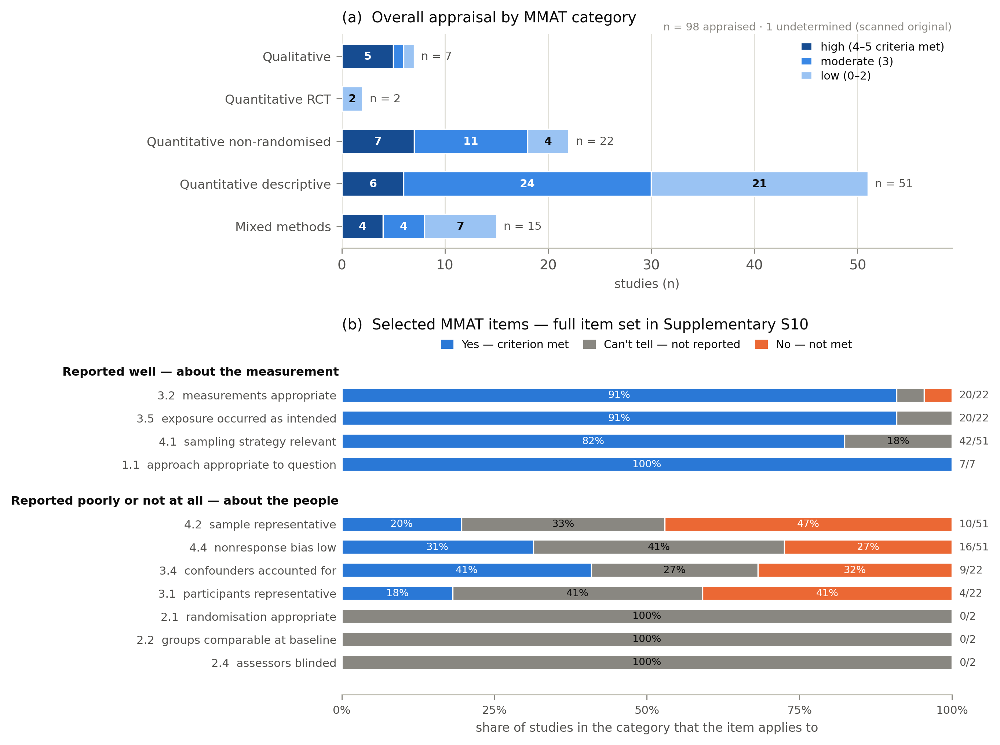 (a)  Overall appraisal by MMAT category
n = 98 appraised · 1 undetermined (scanned original)
high (4–5 criteria met)
moderate (3)
low (0–2)
Qualitative 5 n = 7
Quantitative RCT 2 n = 2
Quantitative non-randomised 7 11 4 n = 22
Quantitative descriptive 6 24 21 n = 51
Mixed methods 4 4 7 n = 15
0 10 20 30 40 50
studies (n)
(b)  Selected MMAT items — full item set in Supplementary S10
Yes — criterion met Can't tell — not reported No — not met
Reported well — about the measurement
3.2  measurements appropriate 91% 20/22
3.5  exposure occurred as intended 91% 20/22
4.1  sampling strategy relevant 82% 18% 42/51
1.1  approach appropriate to question 100% 7/7
Reported poorly or not at all — about the people
4.2  sample representative 20% 33% 47% 10/51
4.4  nonresponse bias low 31% 41% 27% 16/51
3.4  confounders accounted for 41% 27% 32% 9/22
3.1  participants representative 18% 41% 41% 4/22
2.1  randomisation appropriate 100% 0/2
2.2  groups comparable at baseline 100% 0/2
2.4  assessors blinded 100% 0/2
0% 25% 50% 75% 100%
share of studies in the category that the item applies to